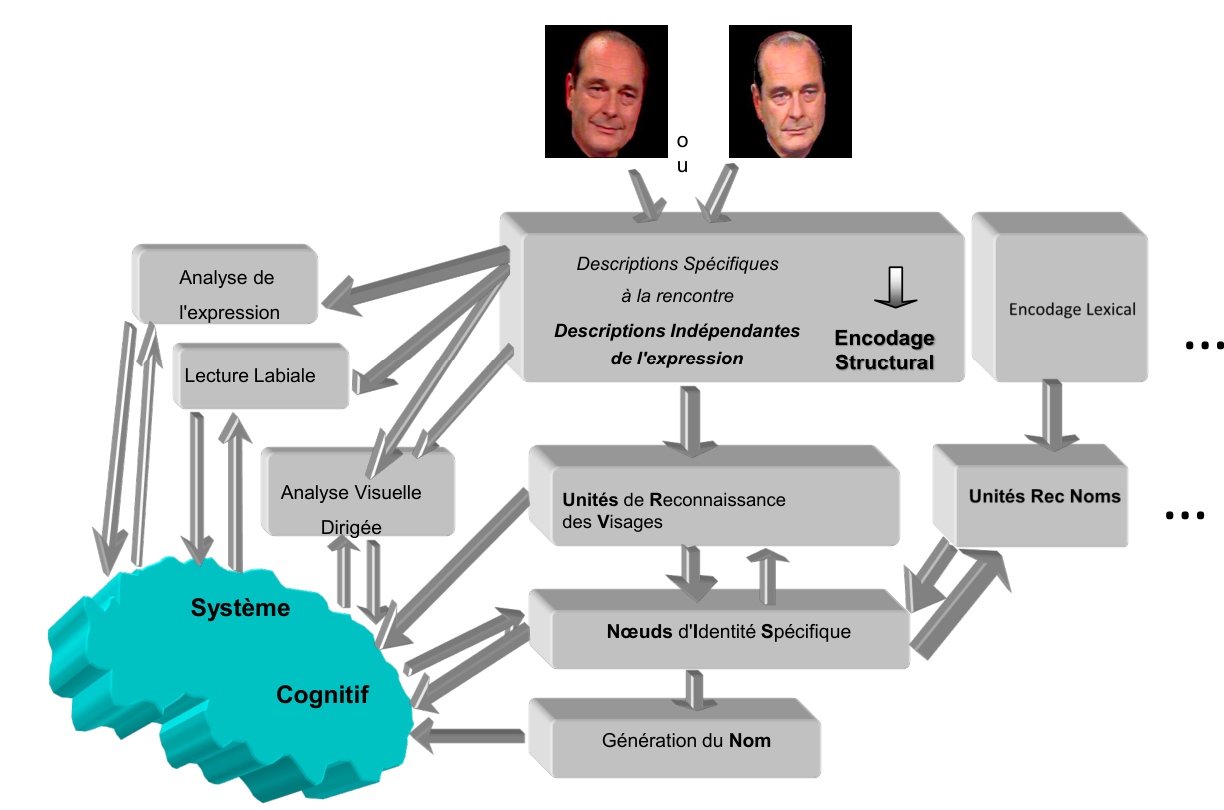 o
u
Descriptions Spécifiques
à la rencontre
Descriptions Indépendantes
de l'expression
Encodage
Structural
Encodage Lexical
...
Analyse de
l'expression
Lecture Labiale
Analyse Visuelle
Dirigée
Unités de Reconnaissance
des Visages
Unités Rec Noms
...
Nœuds d'Identité Spécifique
Système
Cognitif
Génération du Nom